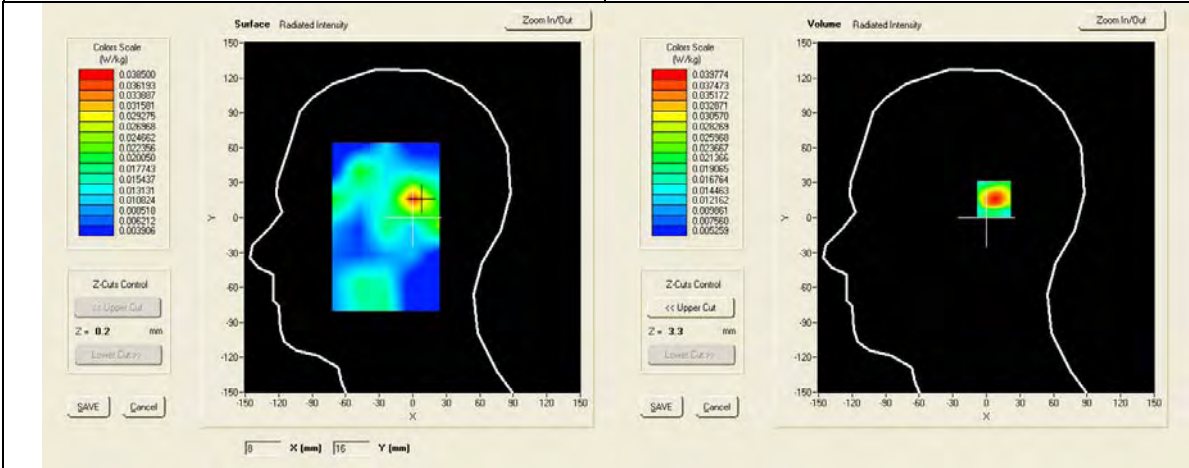 Surface Radiated Intensity
Zoom In/Out
Colors Scale
(W/kg)
0.038500
0.036193
0.033887
0.031581
0.029275
0.026968
0.024662
0.022356
0.020050
0.017743
0.015437
0.013131
0.010824
0.008518
0.006212
0.003906
Z-Cuts Control
<< Upper Cut
Z = 0.2 mm
Lower Cut >>
SAVE Cancel
150
120
90
60
30
0
-30
-60
-90
-120
-150
Y
-150 -120 -90 -60 -30 0 30 60 90 120 150
X
8 X (mm) 16 Y (mm)
Volume Radiated Intensity
Zoom In/Out
Colors Scale
(W/kg)
0.039774
0.037473
0.035172
0.032871
0.030570
0.028269
0.025968
0.023667
0.021366
0.019065
0.016764
0.014463
0.012162
0.009861
0.007560
0.005259
Z-Cuts Control
<< Upper Cut
Z = 3.3 mm
Lower Cut >>
SAVE Cancel
150
120
90
60
30
0
-30
-60
-90
-120
-150
Y
-150 -120 -90 -60 -30 0 30 60 90 120 150
X